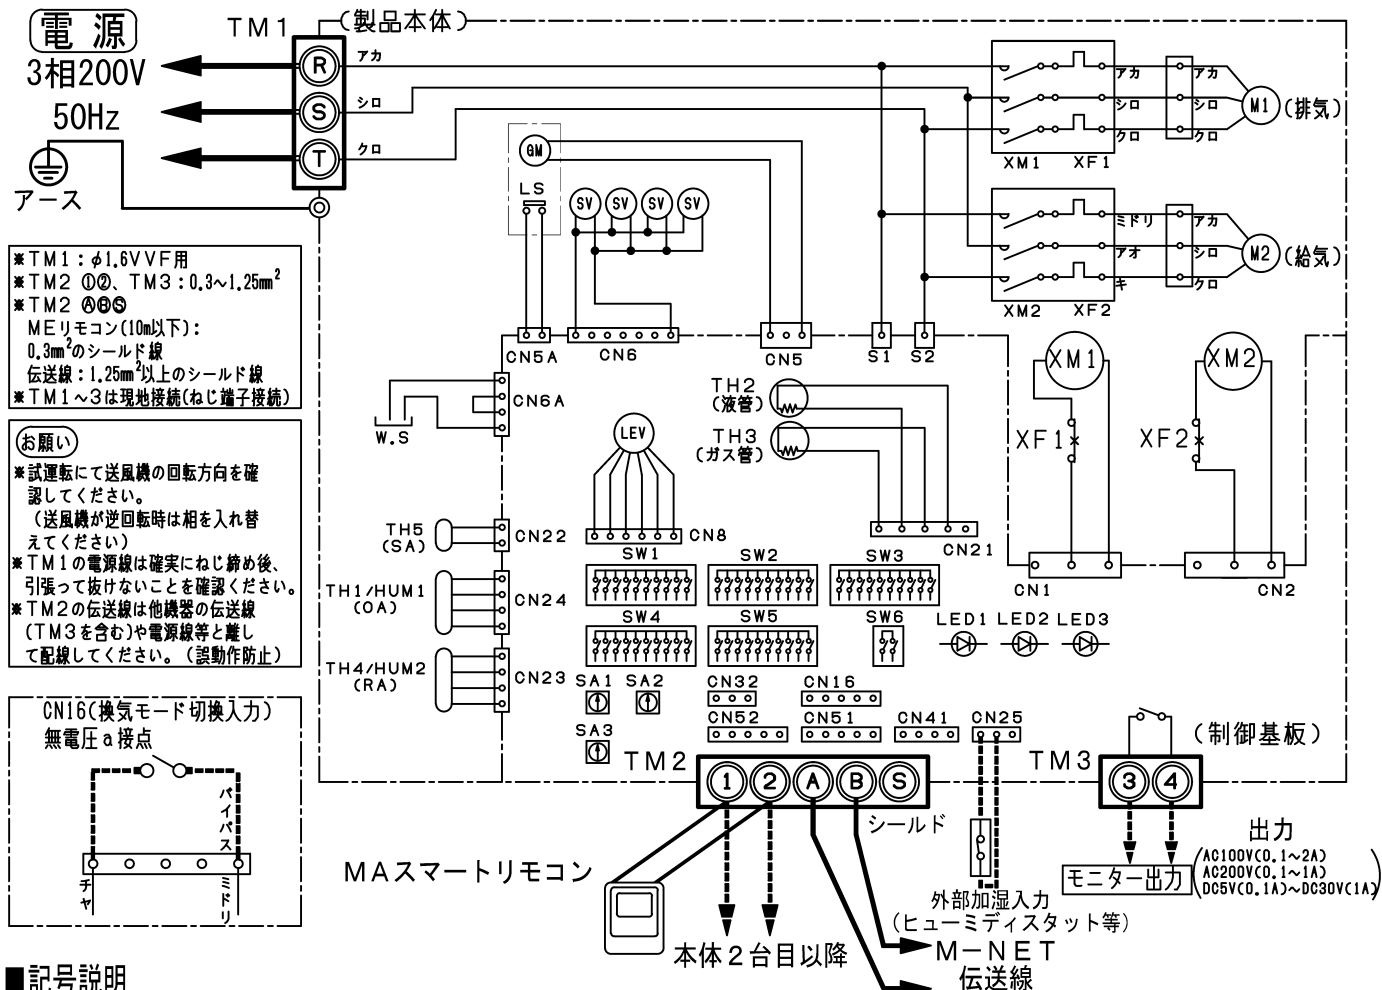 電源
3相200V
50Hz
アース
TM1
(製品本体)
R
S
T
アカ
シロ
クロ
GM
LS
SV SV SV SV
XM1 XF1
アカ アカ
シロ シロ
クロ クロ
M1 (排気)
XM2 XF2
ミドリ アカ
アオ シロ
キ クロ
M2 (給気)
※TM1：φ1.6VVF用
※TM2 ①②、TM3：0.3～1.25mm²
※TM2 ⒶⒷⓈ
MEリモコン(10m以下)：
0.3mm²のシールド線
伝送線：1.25mm²以上のシールド線
※TM1～3は現地接続(ねじ端子接続)
お願い
※試運転にて送風機の回転方向を確
認してください。
（送風機が逆回転時は相を入れ替
えてください）
※TM1の電源線は確実にねじ締め後、
引張って抜けないことを確認ください。
※TM2の伝送線は他機器の伝送線
(TM3を含む)や電源線等と離し
て配線してください。（誤動作防止）
CN5A CN6 CN5 S1 S2
CN6A
W.S
LEV
TH2
(液管)
TH3
(ガス管)
XM1
XF1
XM2
XF2
TH5
(SA)
CN22
CN8
CN21
CN1 CN2
TH1/HUM1
(OA)
CN24
TH4/HUM2
(RA)
CN23
SW1 SW2 SW3
SW4 SW5 SW6
LED1 LED2 LED3
SA1 SA2
SA3
CN32 CN16
CN52 CN51 CN41 CN25
(制御基板)
TM2
1 2 A B S
シールド
TM3
3 4
CN16(換気モード切換入力)
無電圧a接点
バイパス
チャ
ミドリ
MAスマートリモコン
本体2台目以降
外部加湿入力
(ヒューミディスタット等)
M－NET
伝送線
モニター出力
出力
AC100V(0.1～2A)
AC200V(0.1～1A)
DC5V(0.1A)～DC30V(1A)
■記号説明